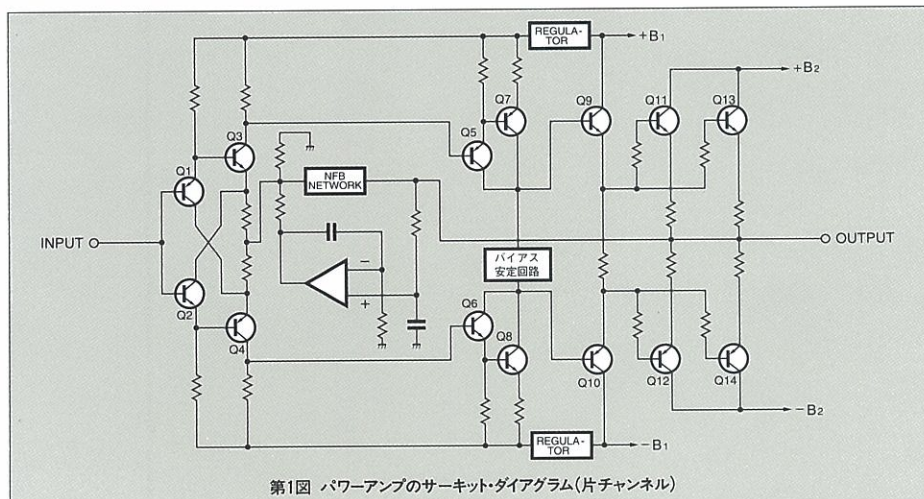 REGULA-
TOR
+B1
+B2
Q7
Q9
Q11
Q13
Q3
Q5
Q1
NFB
NETWORK
INPUT
OUTPUT
バイアス
安定回路
−
+
Q2
Q6
Q4
Q8
Q10
Q12
Q14
−B2
REGULA-
TOR
−B1
第1図 パワーアンプのサーキット・ダイアグラム(片チャンネル)